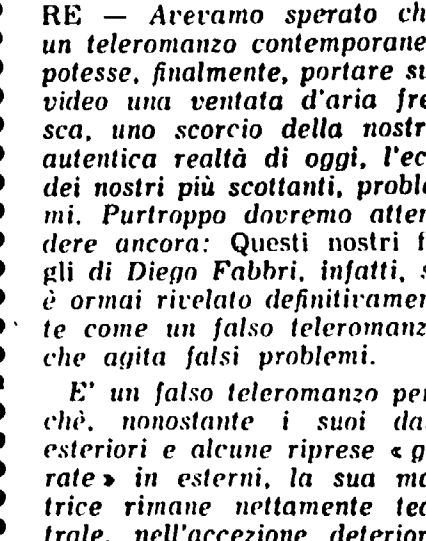 RE — Averamo sperato ch
un teleromanzo contemporane
potesse, finalmente, portare su
video una ventata d'aria fre
sca, uno scorcio della nostr
autentica realtà di oggi, l'ec
dei nostri più scottanti, proble
mi. Purtroppo dovremo atten
dere ancora: Questi nostri f
gli di Diego Fabbri, infatti, s
è ormai rivelato definitivamen
te come un falso teleromanz
che agita falsi problemi.
E' un falso teleromanzo per
chè, nonostante i suoi da
esteriori e alcune riprese « g
rate » in esterni, la sua ma
trice rimane nettamente tea
trale, nell'accezione deterior